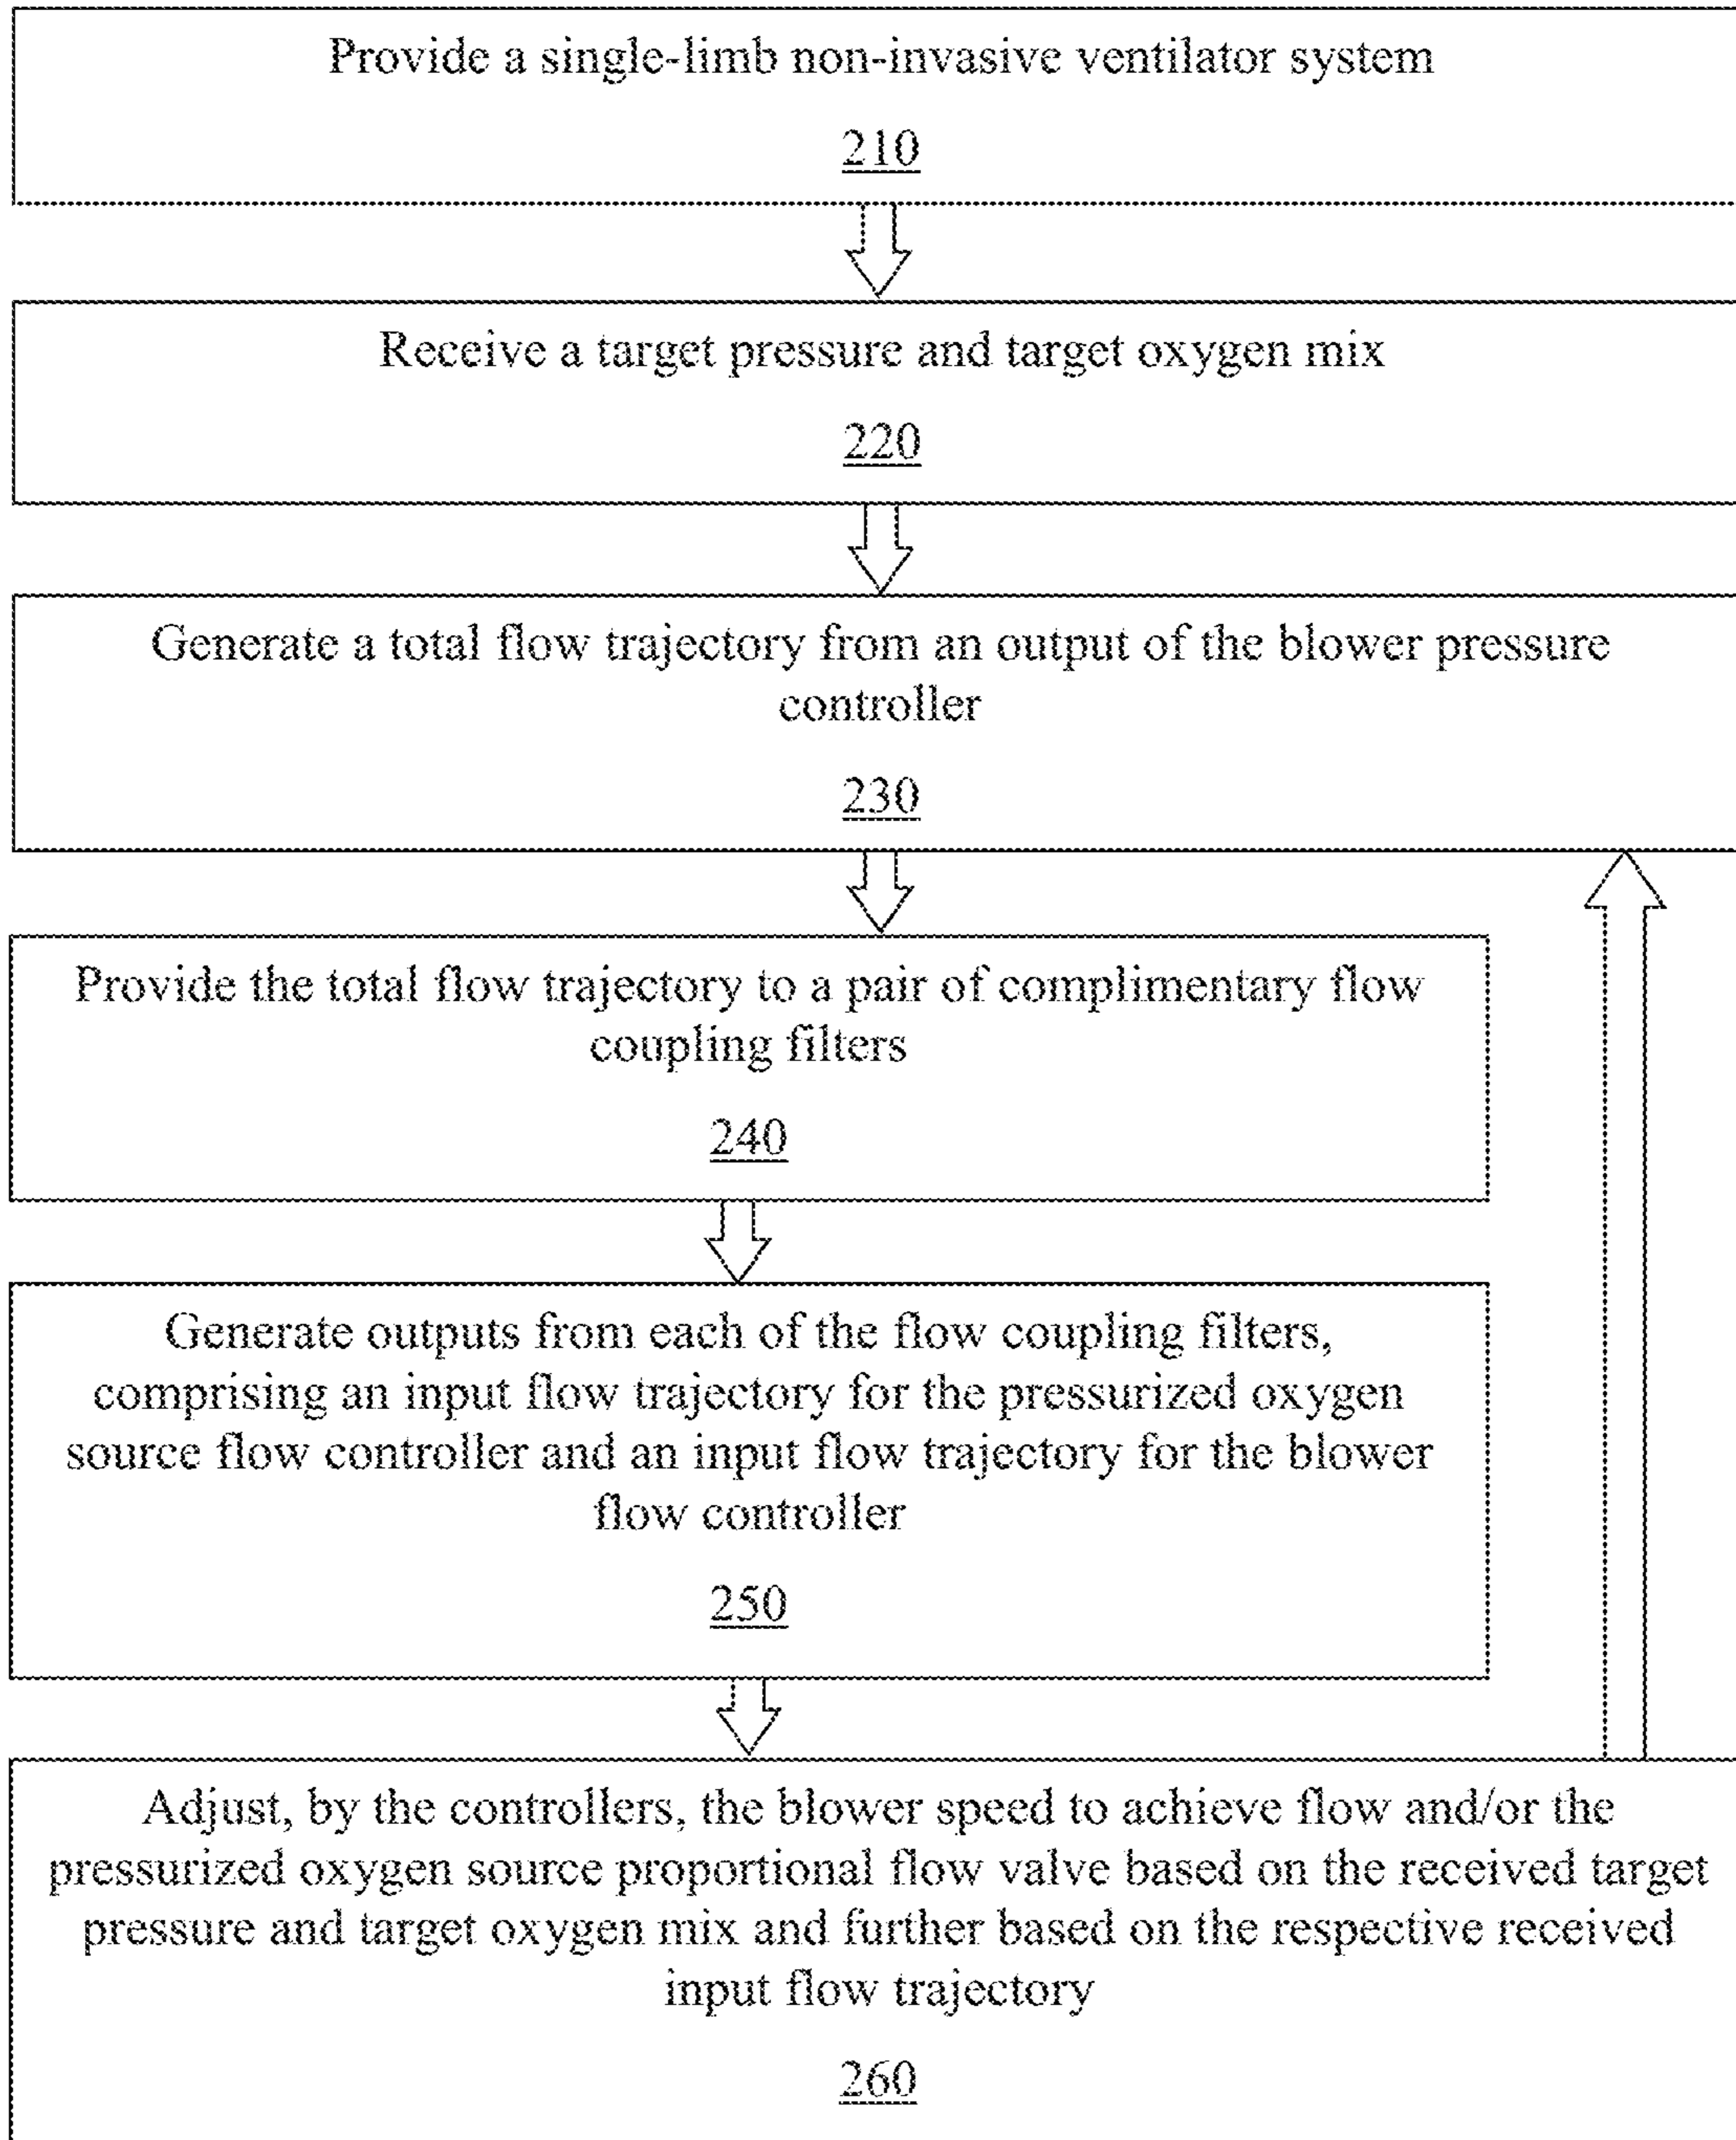 Provide a single-limb non-invasive ventilator system
210
Receive a target pressure and target oxygen mix
220
Generate a total flow trajectory from an output of the blower pressure
controller
230
Provide the total flow trajectory to a pair of complimentary flow
coupling filters
240
Generate outputs from each of the flow coupling filters,
comprising an input flow trajectory for the pressurized oxygen
source flow controller and an input flow trajectory for the blower
flow controller
250
Adjust, by the controllers, the blower speed to achieve flow and/or the
pressurized oxygen source proportional flow valve based on the received target
pressure and target oxygen mix and further based on the respective received
input flow trajectory
260